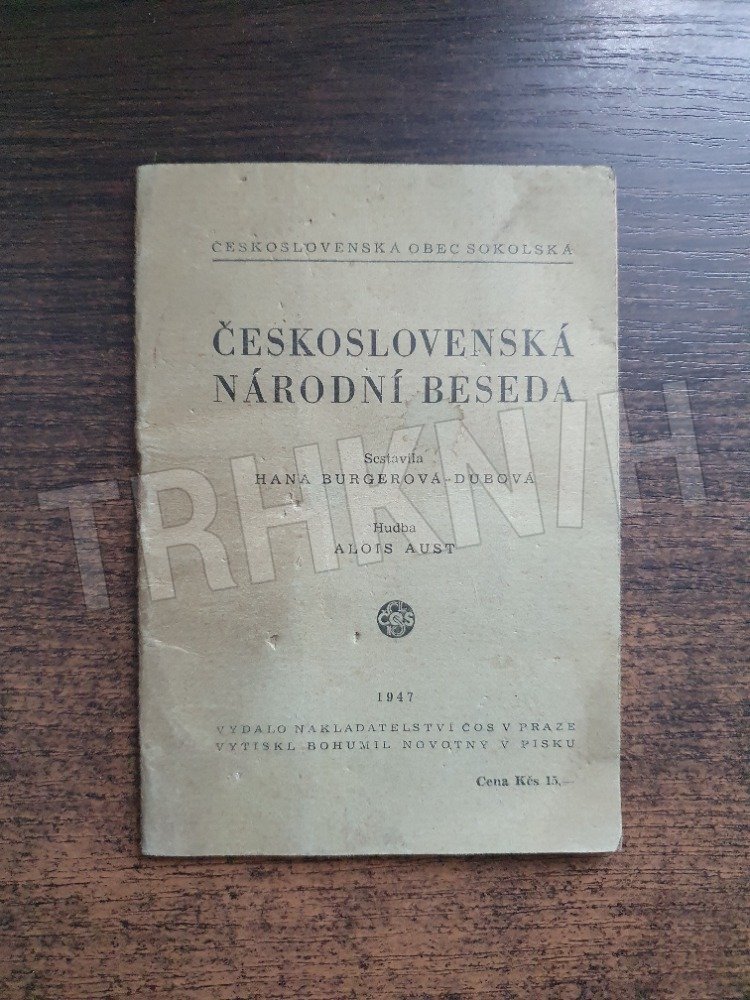 ČESKOSLOVENSKÁ OBEC SOKOLSKÁ
ČESKOSLOVENSKÁ
NÁRODNÍ BESEDA
Sestavila
HANA BURGEROVÁ-DUBOVÁ
Hudba
ALOIS AUST
ČOS
1947
VYDALO NAKLADATELSTVÍ ČOS V PRAZE
VYTISKL BOHUMIL NOVOTNÝ V PÍSKU
Cena Kčs 15,—
TRHKNIH